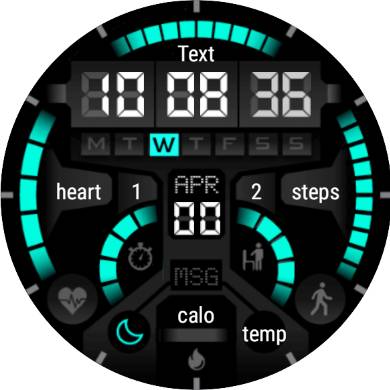 Text
10 08 36
M T W T F S S
heart 1 APR 2 steps
00
MSG
calo
temp